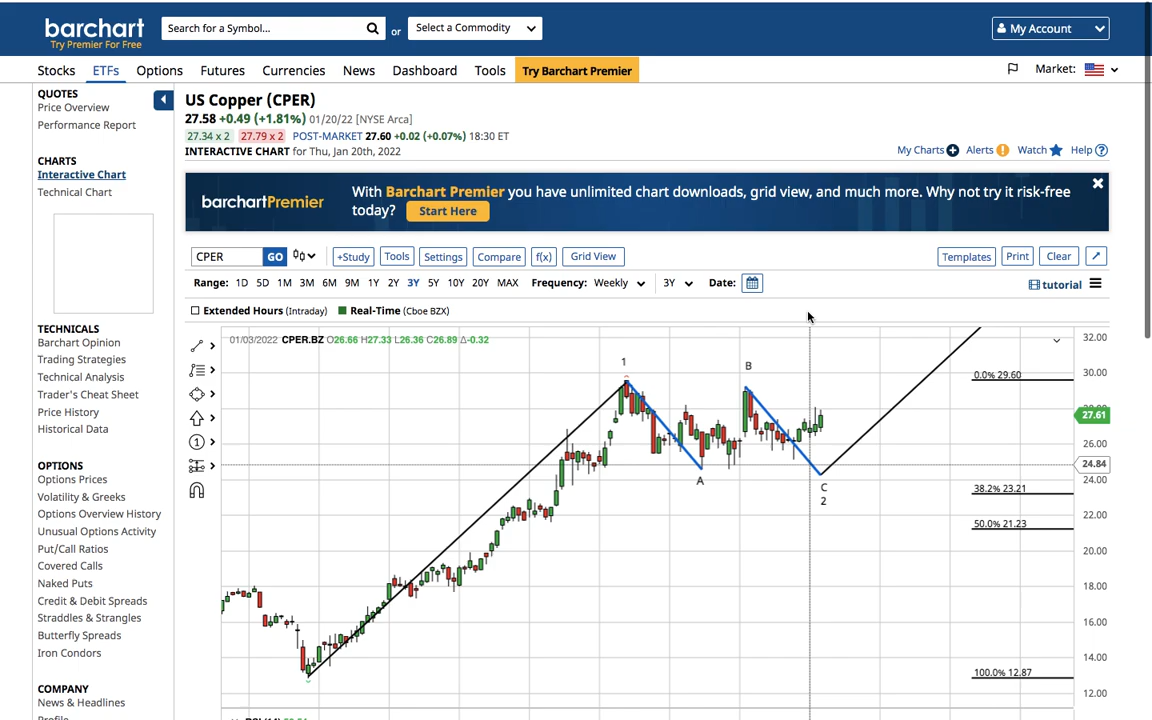 barchart
Try Premier For Free
Search for a Symbol...
or
Select a Commodity
My Account
Stocks ETFs Options Futures Currencies News Dashboard Tools Try Barchart Premier
Market:
QUOTES
Price Overview
Performance Report
CHARTS
Interactive Chart
Technical Chart
TECHNICALS
Barchart Opinion
Trading Strategies
Technical Analysis
Trader's Cheat Sheet
Price History
Historical Data
OPTIONS
Options Prices
Volatility & Greeks
Options Overview History
Unusual Options Activity
Put/Call Ratios
Covered Calls
Naked Puts
Credit & Debit Spreads
Straddles & Strangles
Butterfly Spreads
Iron Condors
COMPANY
News & Headlines
US Copper (CPER)
27.58 +0.49 (+1.81%) 01/20/22 [NYSE Arca]
27.34 x 2 27.79 x 2 POST-MARKET 27.60 +0.02 (+0.07%) 18:30 ET
INTERACTIVE CHART for Thu, Jan 20th, 2022
My Charts Alerts Watch Help
barchartPremier
With Barchart Premier you have unlimited chart downloads, grid view, and much more. Why not try it risk-free
today? Start Here
CPER GO +Study Tools Settings Compare f(x) Grid View Templates Print Clear
Range: 1D 5D 1M 3M 6M 9M 1Y 2Y 3Y 5Y 10Y 20Y MAX Frequency: Weekly 3Y Date:
tutorial
Extended Hours (Intraday) Real-Time (Cboe BZX)
01/03/2022 CPER.BZ O26.66 H27.33 L26.36 C26.89 Δ-0.32
1
B
A
C
2
0.0% 29.60
38.2% 23.21
50.0% 21.23
100.0% 12.87
32.00
30.00
27.61
26.00
24.84
24.00
22.00
20.00
18.00
16.00
14.00
12.00